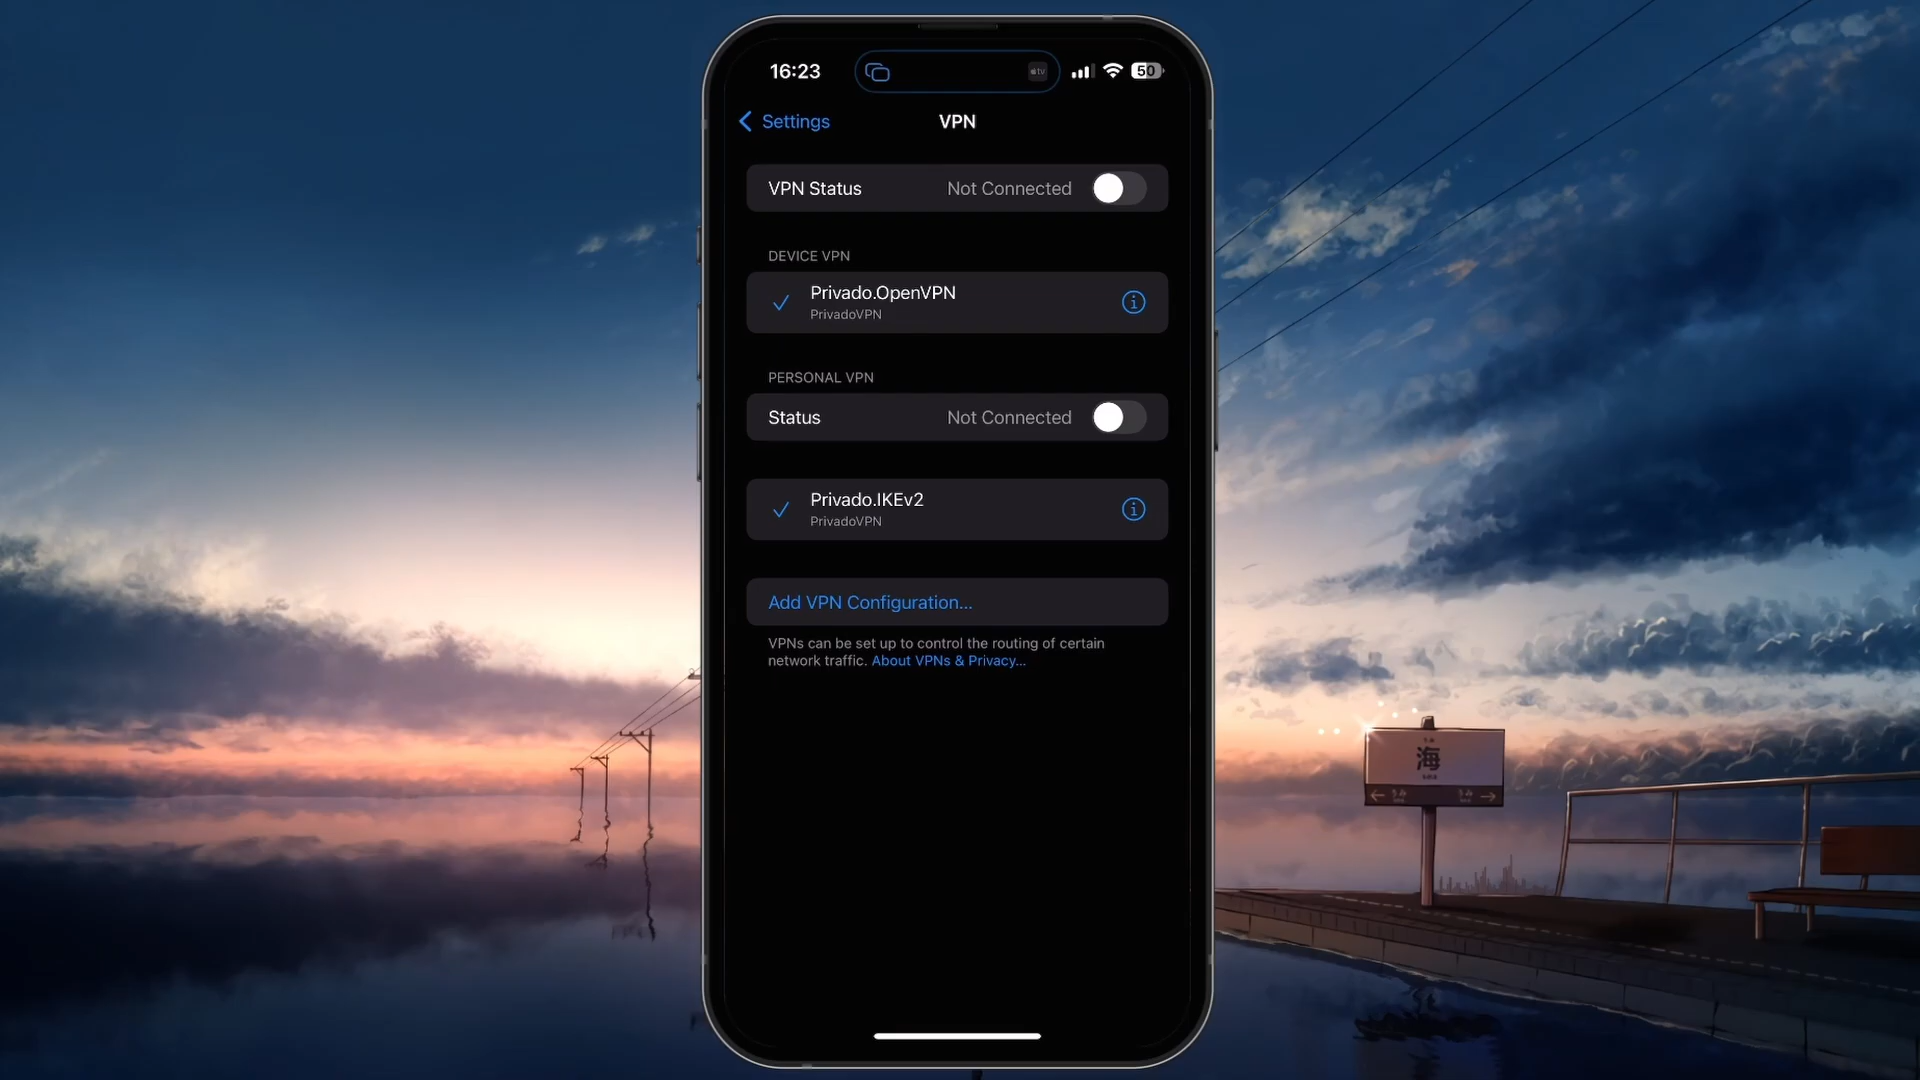 16:23
tv
50
Settings
VPN
VPN Status
Not Connected
DEVICE VPN
Privado.OpenVPN
PrivadoVPN
PERSONAL VPN
Status
Not Connected
Privado.IKEv2
PrivadoVPN
Add VPN Configuration...
VPNs can be set up to control the routing of certain
network traffic. About VPNs & Privacy...
海